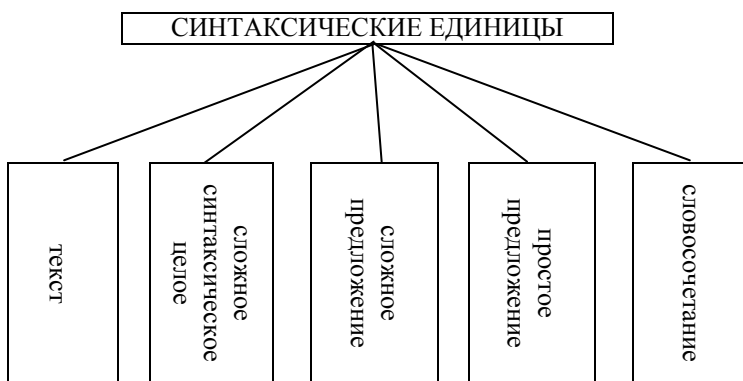 СИНТАКСИЧЕСКИЕ ЕДИНИЦЫ
текст
сложное
синтаксическое
целое
сложное
предложение
простое
предложение
словосочетание